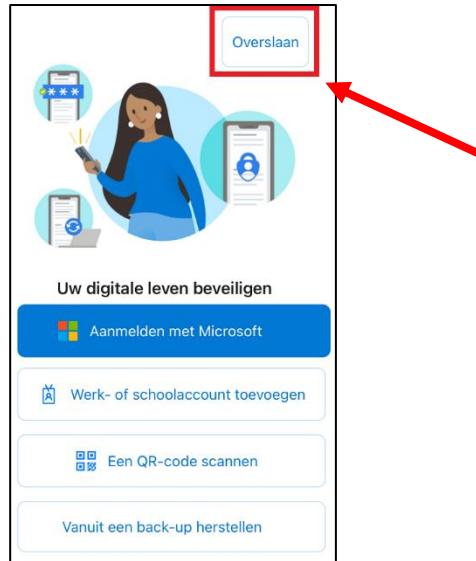 Overslaan
***
Uw digitale leven beveiligen
Aanmelden met Microsoft
Werk- of schoolaccount toevoegen
Een QR-code scannen
Vanuit een back-up herstellen